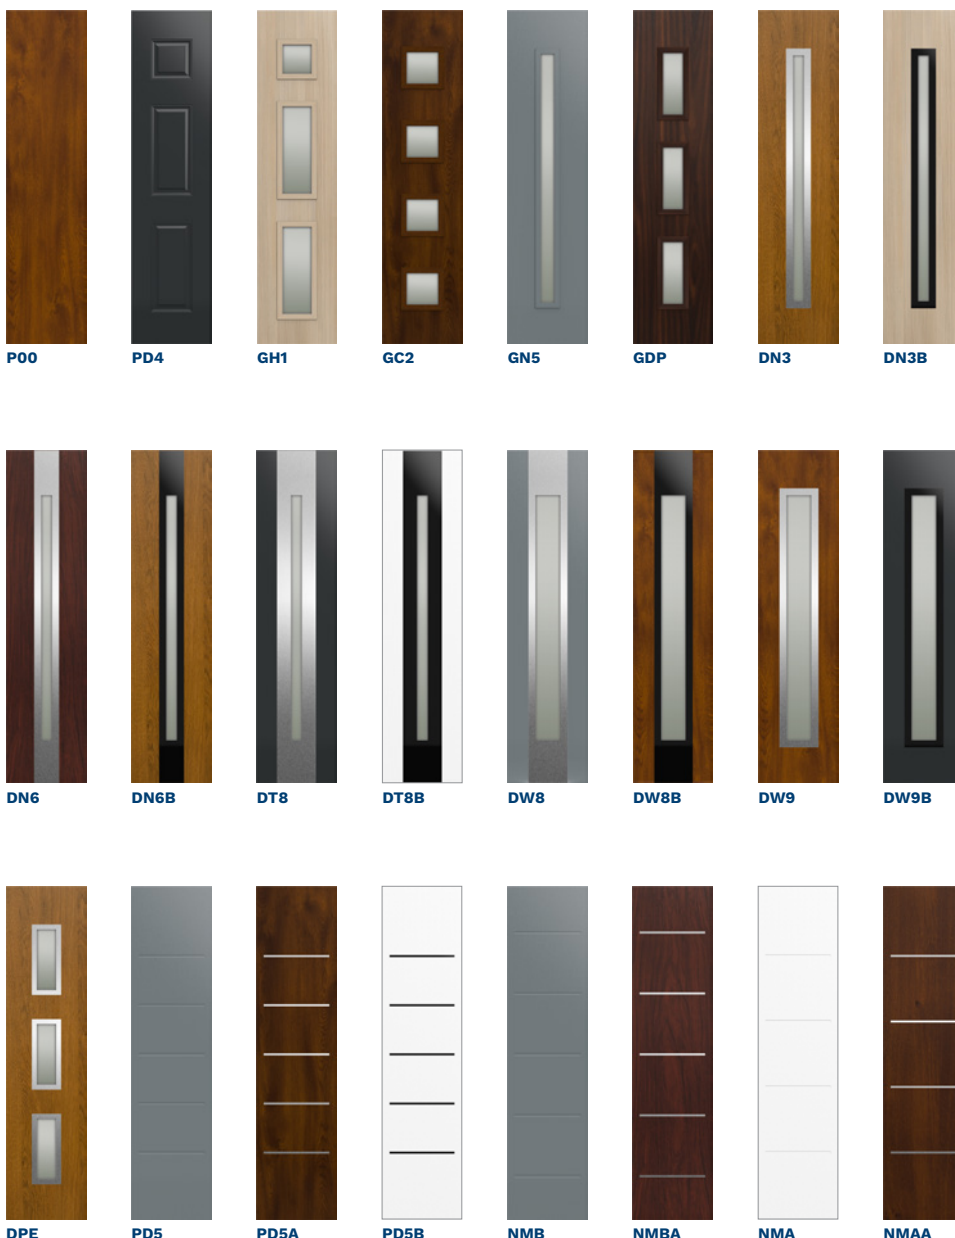 P00 PD4 GH1 GC2 GN5 GDP DN3 DN3B
DN6 DN6B DT8 DT8B DW8 DW8B DW9 DW9B
DPE PD5 PD5A PD5B NMB NMBA NMA NMAA